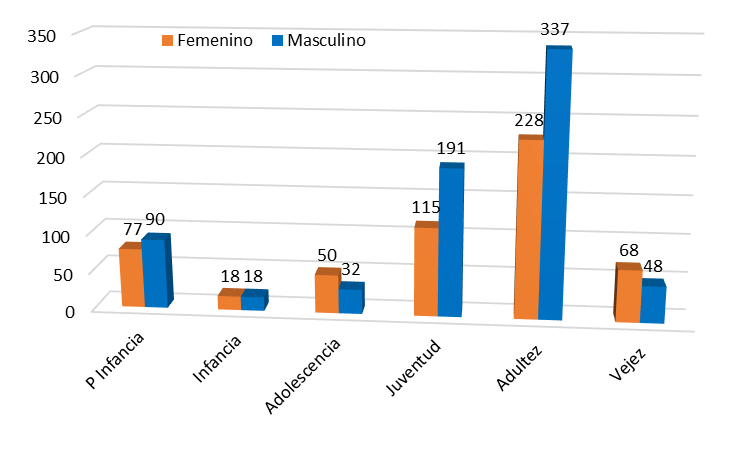 350
300
250
200
150
100
50
0
Femenino Masculino
77 90
18 18
50 32
115 191
228 337
68 48
P Infancia
Infancia
Adolescencia
Juventud
Adultez
Vejez